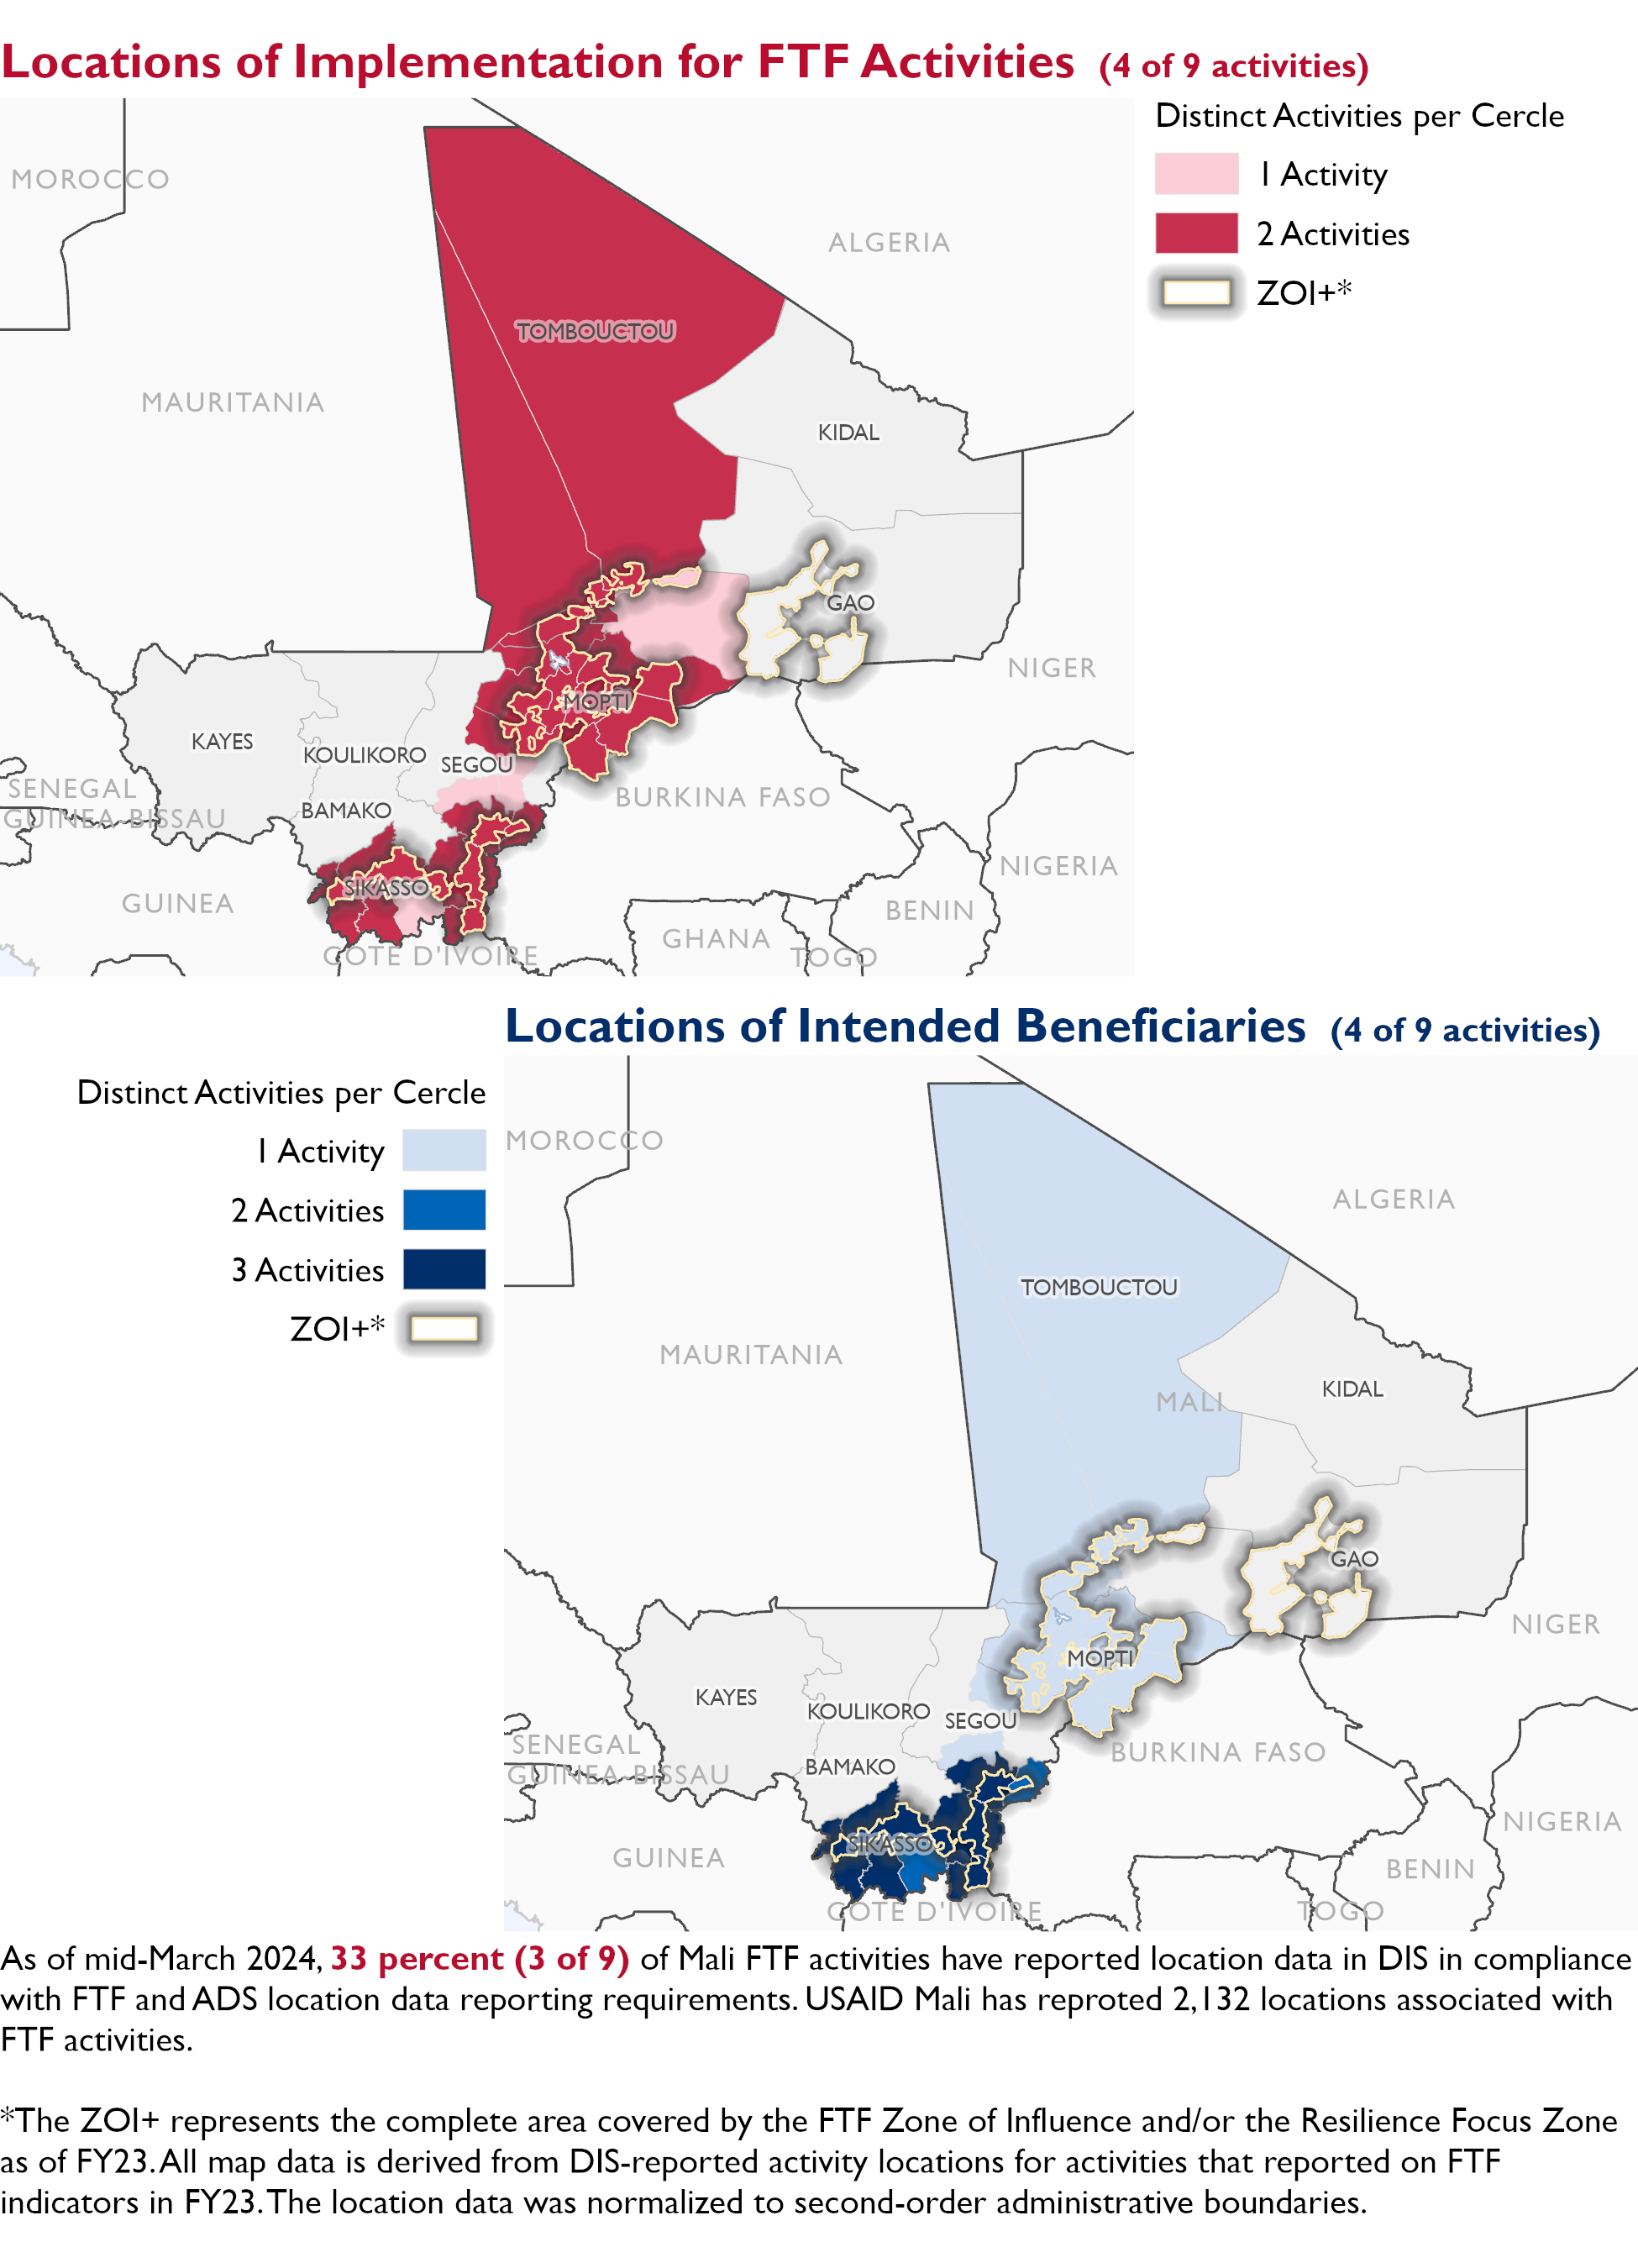 Locations of Implementation for FTF Activities (4 of 9 activities)
Distinct Activities per Cercle
1 Activity
2 Activities
ZOI+*
MOROCCO
ALGERIA
TOMBOUCTOU
MAURITANIA
KIDAL
GAO
NIGER
MOPTI
KAYES
KOULIKORO
SEGOU
SENEGAL
BURKINA FASO
BAMAKO
GUINEA-BISSAU
NIGERIA
SIKASSO
GUINEA
BENIN
GHANA
COTE D'IVOIRE
TOGO
Locations of Intended Beneficiaries (4 of 9 activities)
Distinct Activities per Cercle
1 Activity
2 Activities
3 Activities
ZOI+*
MOROCCO
ALGERIA
TOMBOUCTOU
MAURITANIA
KIDAL
MALI
GAO
NIGER
MOPTI
KAYES
KOULIKORO
SEGOU
SENEGAL
BURKINA FASO
BAMAKO
GUINEA-BISSAU
NIGERIA
SIKASSO
GUINEA
BENIN
COTE D'IVOIRE
TOGO
As of mid-March 2024, 33 percent (3 of 9) of Mali FTF activities have reported location data in DIS in compliance
with FTF and ADS location data reporting requirements. USAID Mali has reproted 2,132 locations associated with
FTF activities.
*The ZOI+ represents the complete area covered by the FTF Zone of Influence and/or the Resilience Focus Zone
as of FY23. All map data is derived from DIS-reported activity locations for activities that reported on FTF
indicators in FY23. The location data was normalized to second-order administrative boundaries.